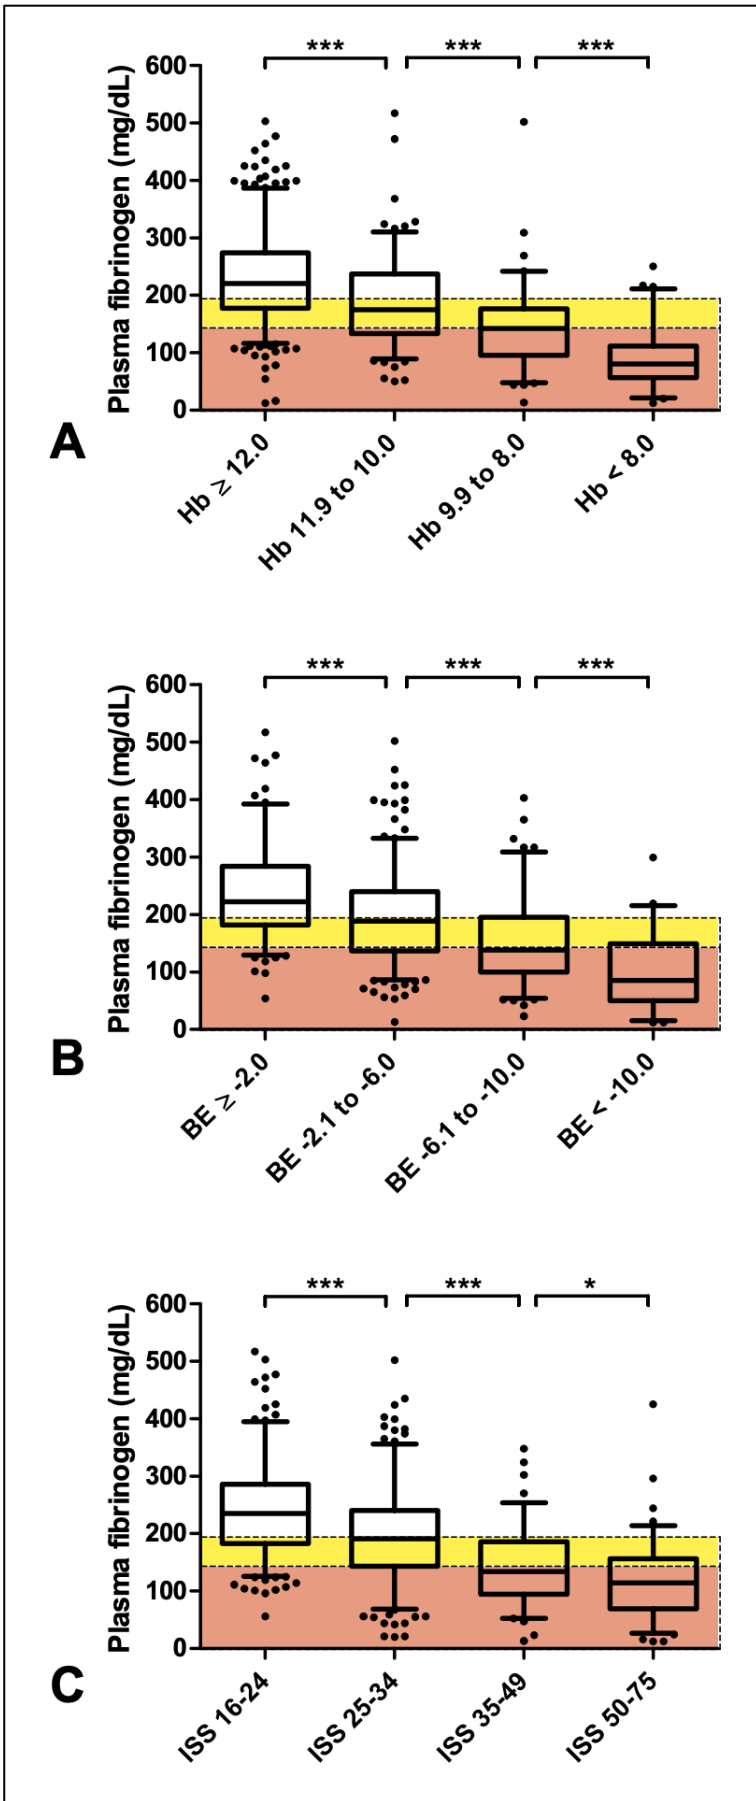 *** *** ***
Plasma fibrinogen (mg/dL)
600
500
400
300
200
100
0
Hb ≥ 12.0
Hb 11.9 to 10.0
Hb 9.9 to 8.0
Hb < 8.0
A
*** *** ***
Plasma fibrinogen (mg/dL)
600
500
400
300
200
100
0
BE ≥ -2.0
BE -2.1 to -6.0
BE -6.1 to -10.0
BE < -10.0
B
*** *** *
Plasma fibrinogen (mg/dL)
600
500
400
300
200
100
0
ISS 16-24
ISS 25-34
ISS 35-49
ISS 50-75
C